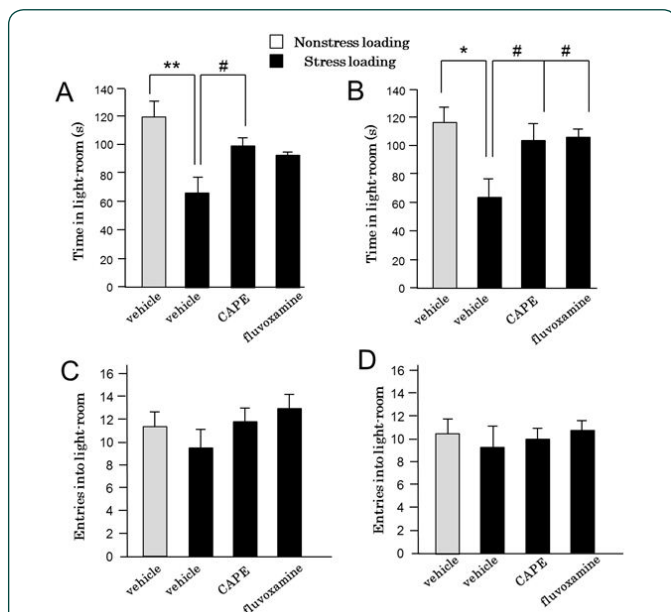 Nonstress loading
Stress loading
A
** #
Time in light-room (s)
140
120
100
80
60
40
20
0
vehicle vehicle CAPE fluvoxamine
B
* # #
Time in light-room (s)
140
120
100
80
60
40
20
0
vehicle vehicle CAPE fluvoxamine
C
Entries into light-room
16
14
12
10
8
6
4
2
0
vehicle vehicle CAPE fluvoxamine
D
Entries into light-room
16
14
12
10
8
6
4
2
0
vehicle vehicle CAPE fluvoxamine